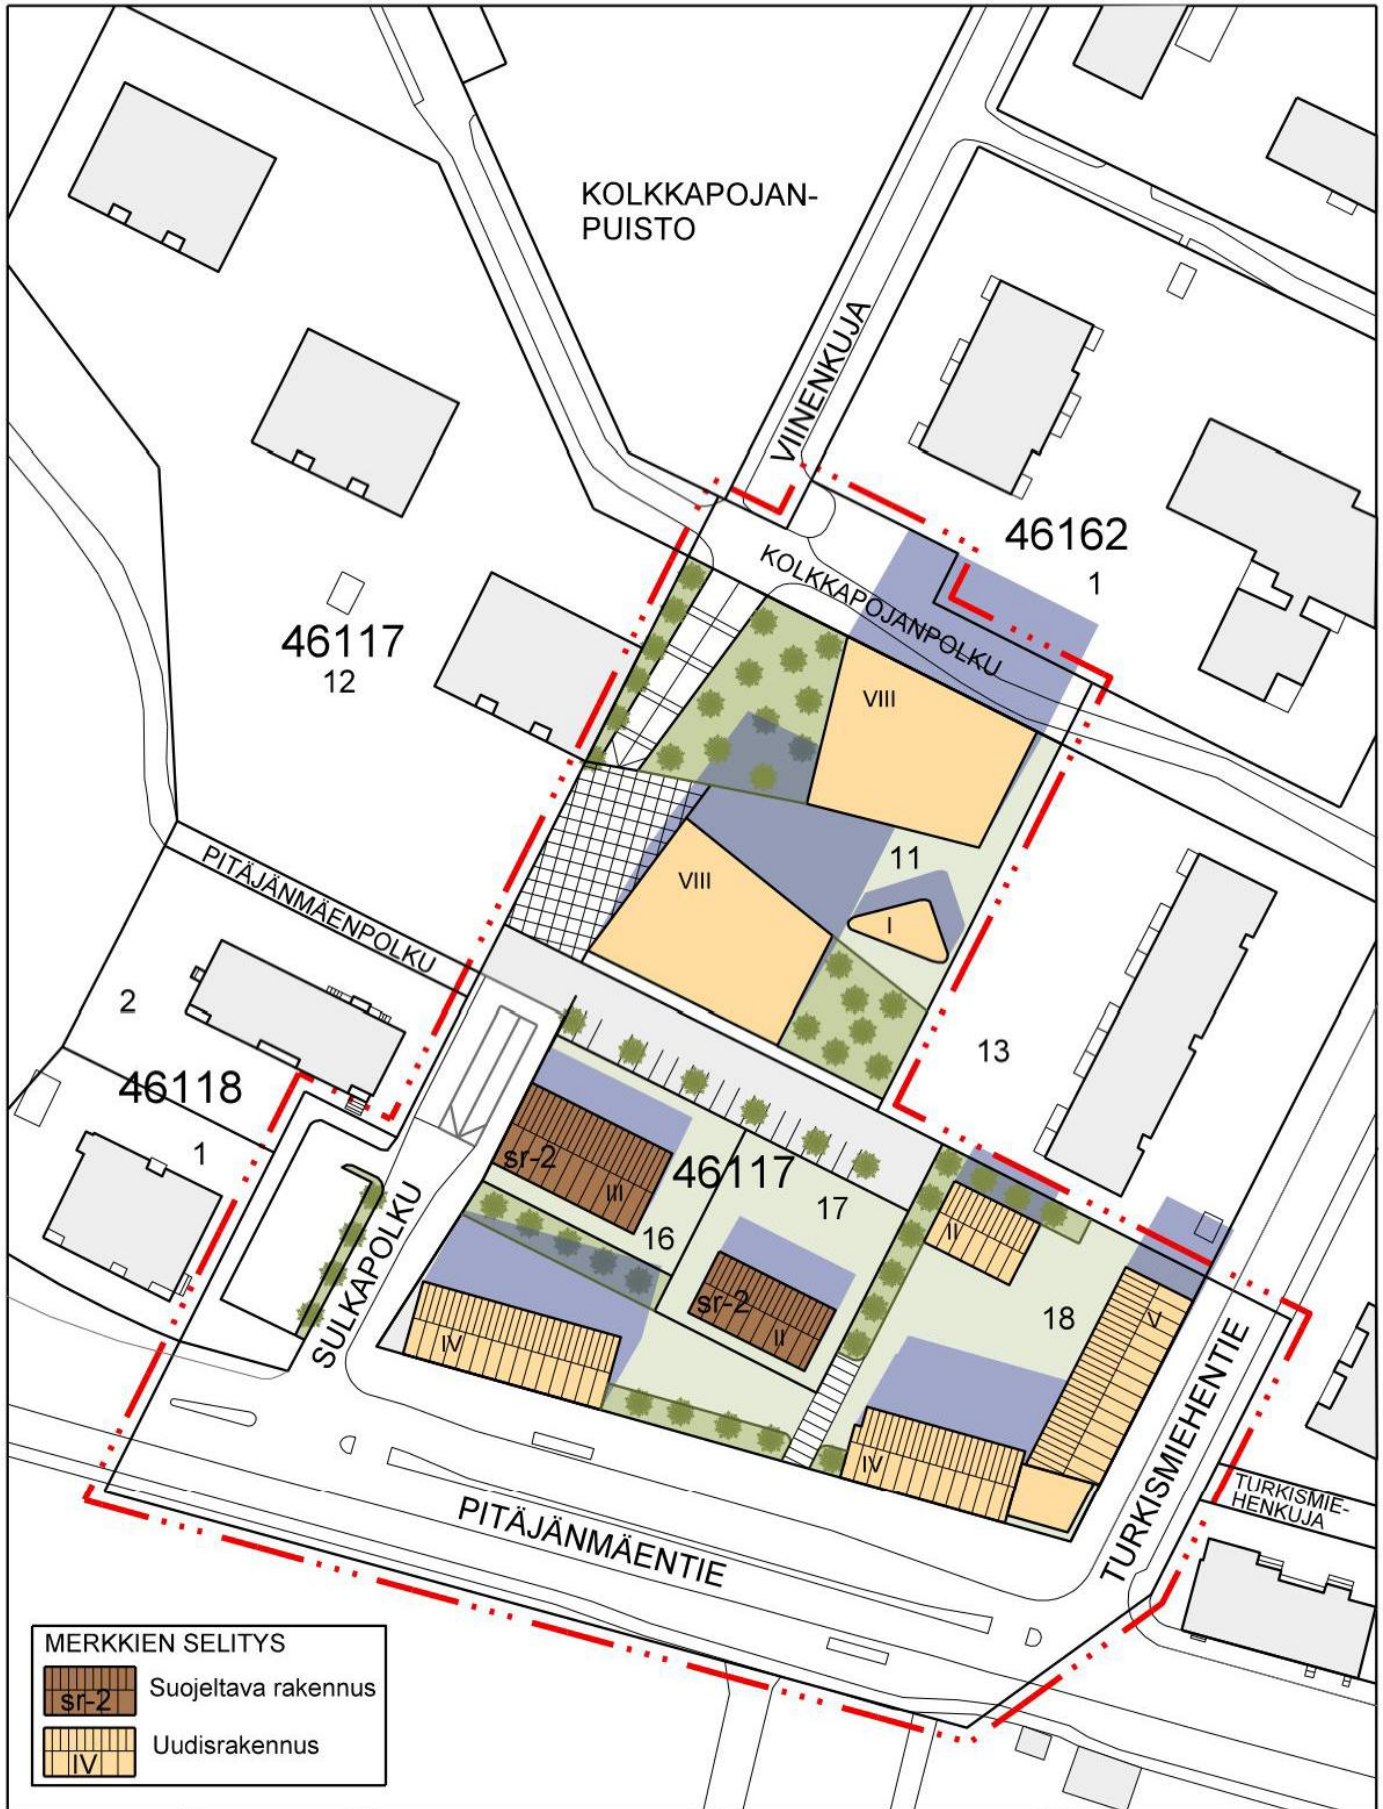 KOLKKAPOJAN-
PUISTO
VIINENKUJA
46162
1
KOLKKAPOJANPOLKU
46117
12
VIII
VIII
11
I
PITÄJÄNMÄENPOLKU
2
13
46118
1
sr-2
III
46117
16
17
II
sr-2
II
18
V
SULKAPOLKU
IV
IV
TURKISMIEHENTIE
TURKISMIE-
HENKUJA
PITÄJÄNMÄENTIE
MERKKIEN SELITYS
sr-2
Suojeltava rakennus
IV
Uudisrakennus